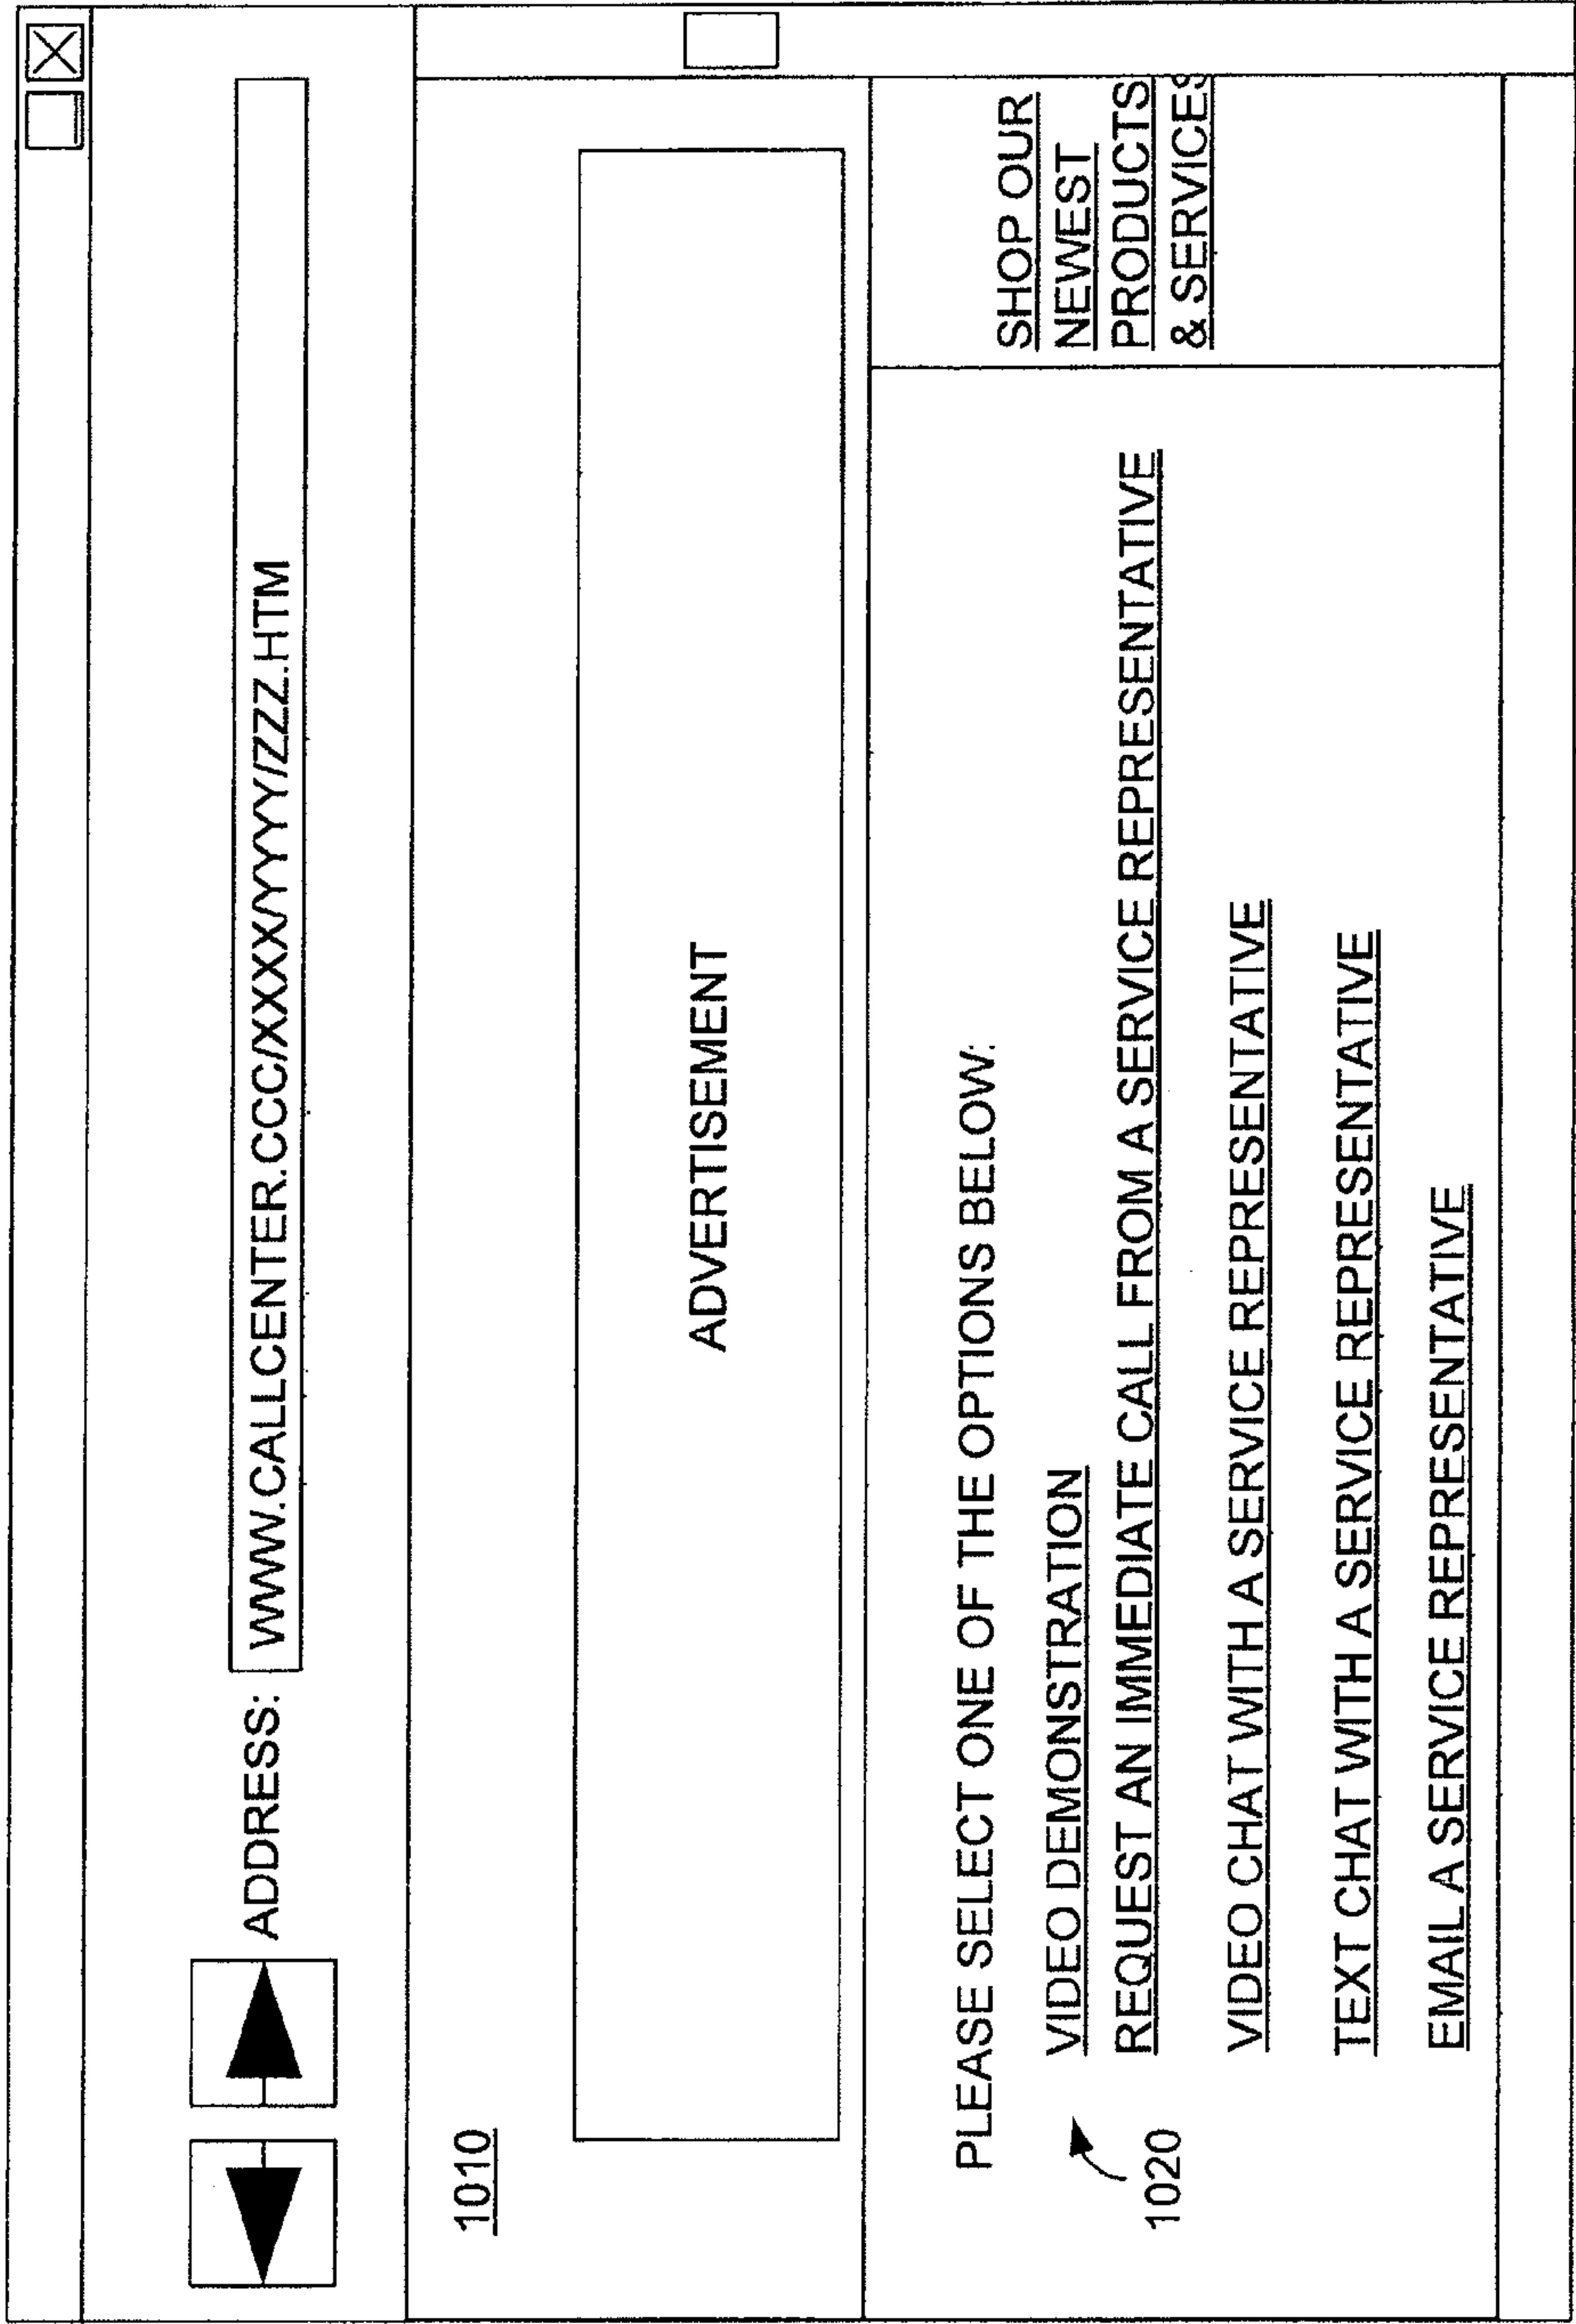 ADDRESS: WWW.CALLCENTER.CCC/XXXX/YYYY/ZZZ.HTM
1010
ADVERTISEMENT
PLEASE SELECT ONE OF THE OPTIONS BELOW:
VIDEO DEMONSTRATION
REQUEST AN IMMEDIATE CALL FROM A SERVICE REPRESENTATIVE
VIDEO CHAT WITH A SERVICE REPRESENTATIVE
TEXT CHAT WITH A SERVICE REPRESENTATIVE
EMAIL A SERVICE REPRESENTATIVE
1020
SHOP OUR
NEWEST
PRODUCTS
& SERVICES